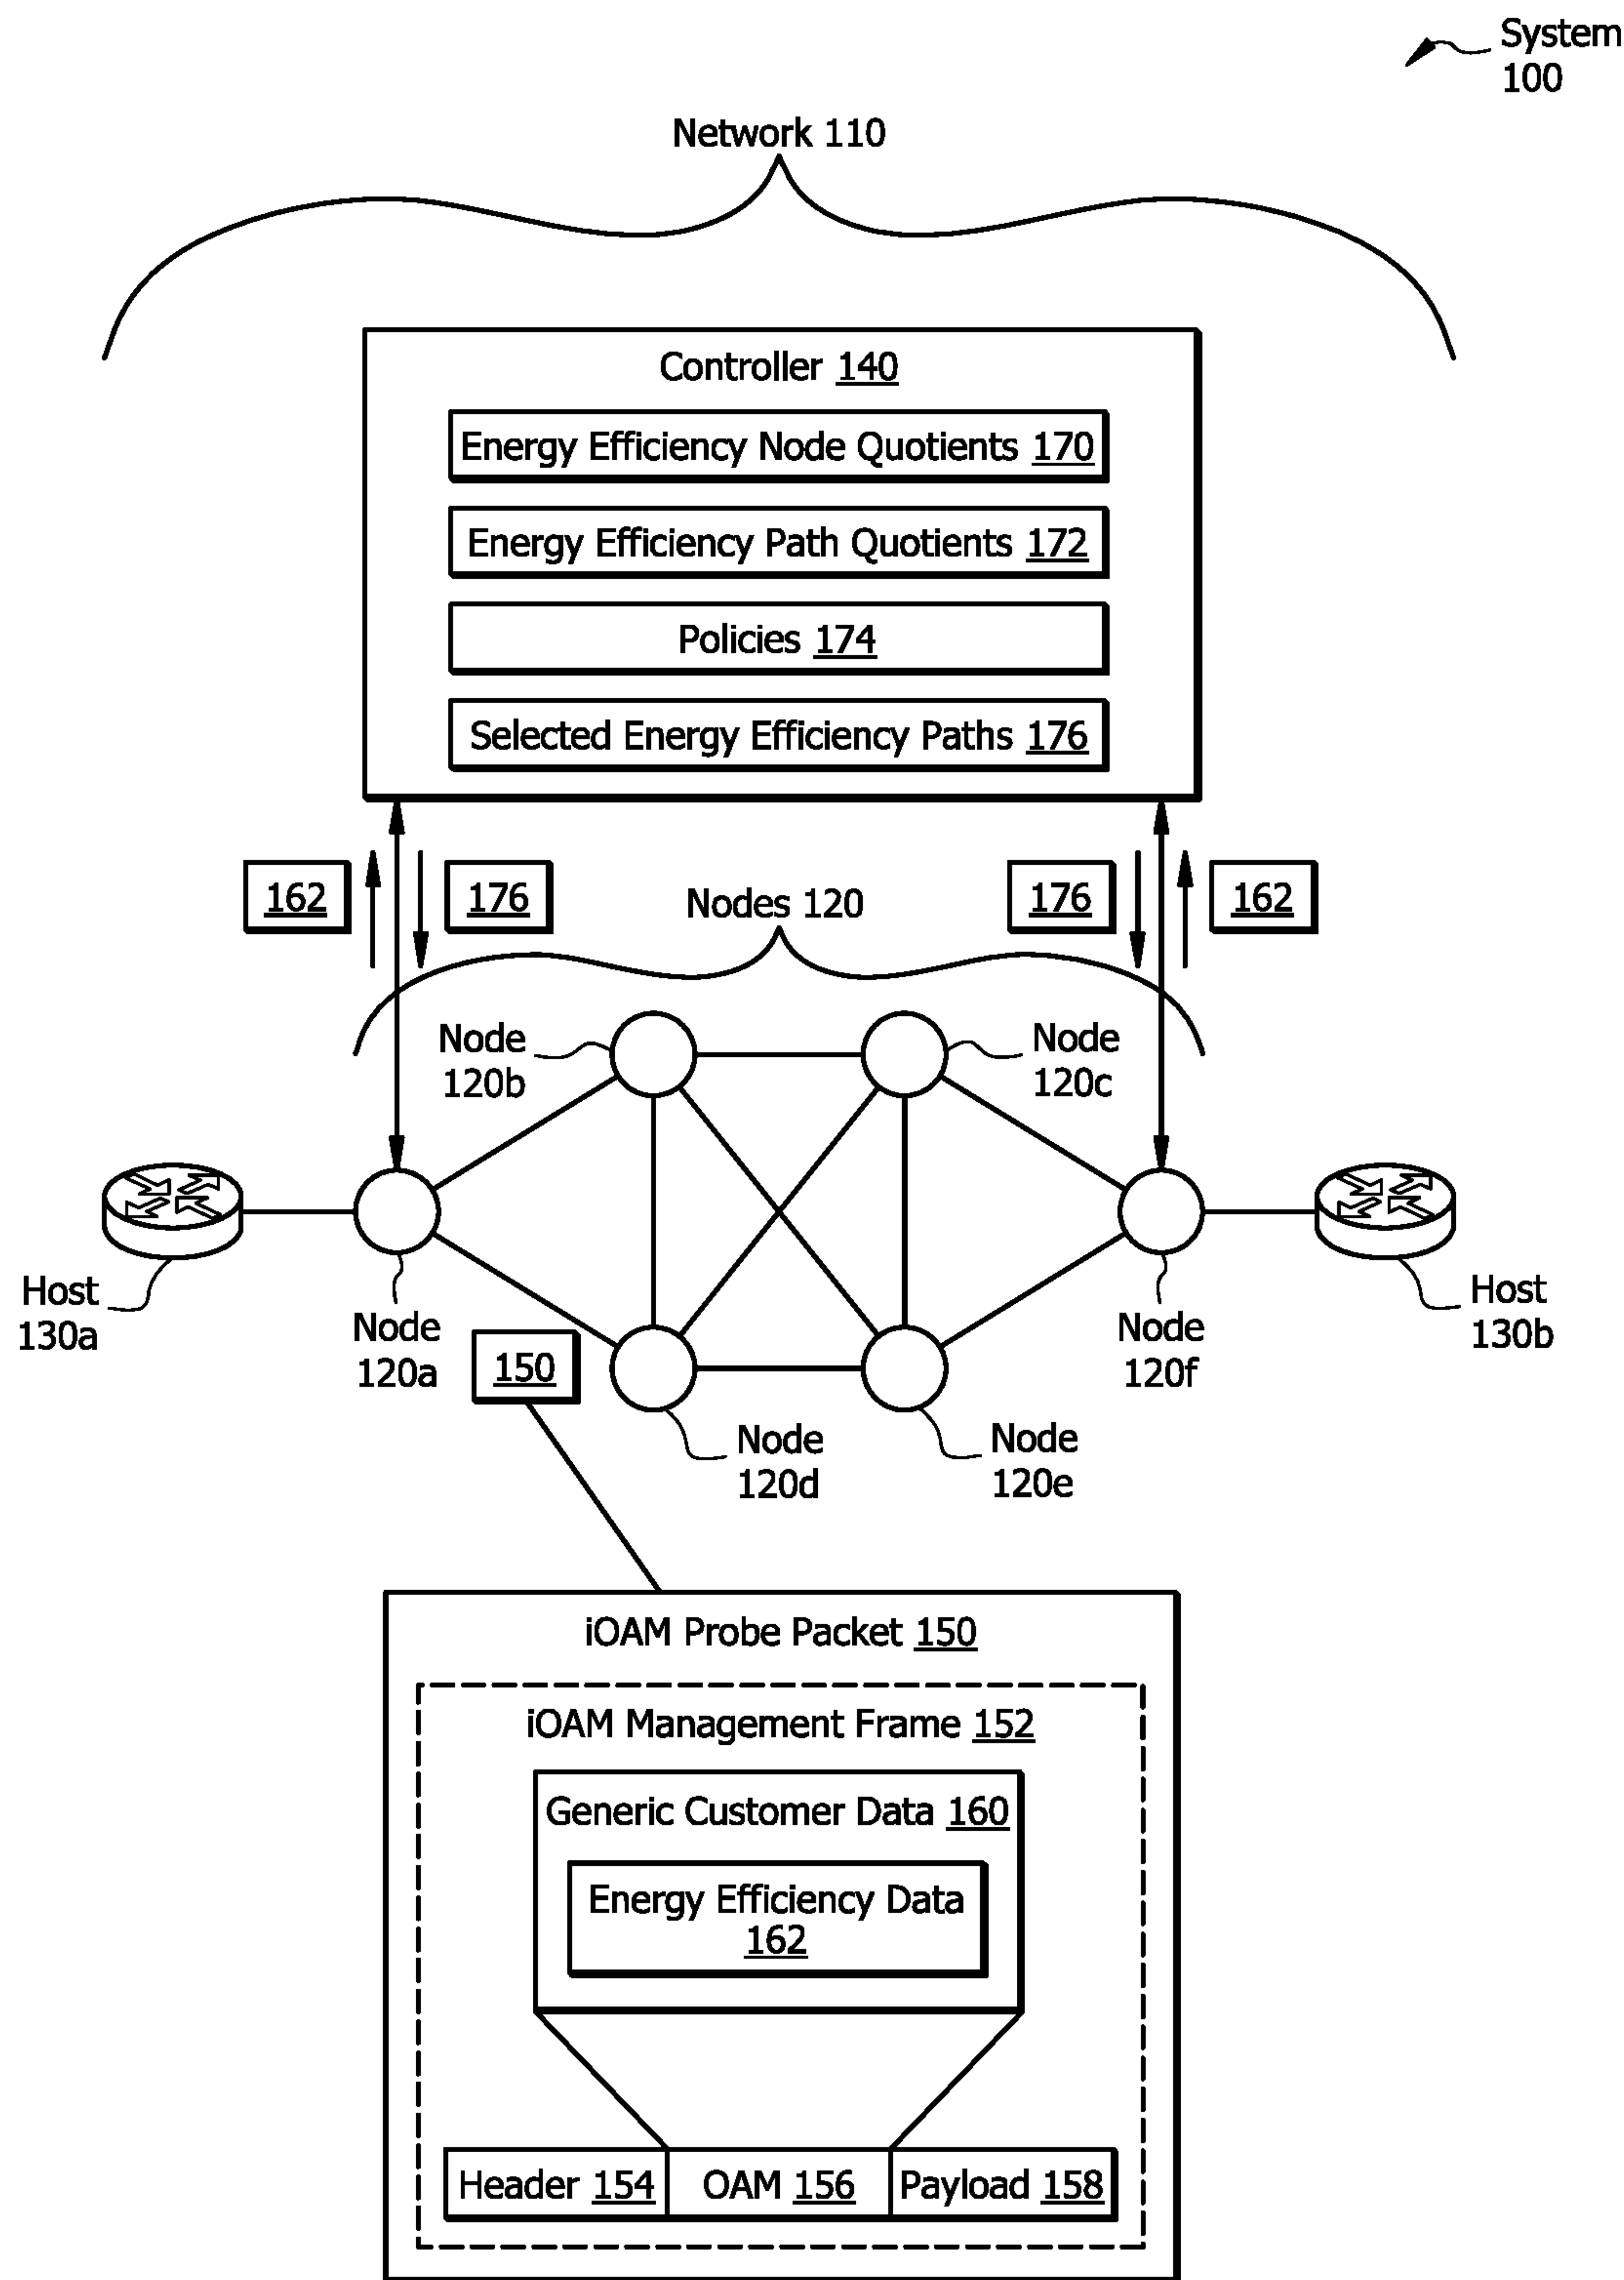 System
100
Network 110
Controller 140
Energy Efficiency Node Quotients 170
Energy Efficiency Path Quotients 172
Policies 174
Selected Energy Efficiency Paths 176
162
176
Nodes 120
176
162
Node
120b
Node
120c
Host
130a
Node
120a
150
Node
120d
Node
120e
Node
120f
Host
130b
iOAM Probe Packet 150
iOAM Management Frame 152
Generic Customer Data 160
Energy Efficiency Data
162
Header 154
OAM 156
Payload 158